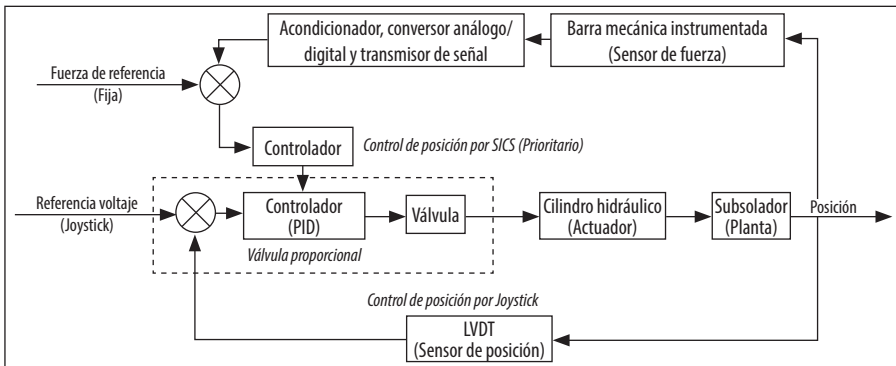 Acondicionador, conversor análogo/
digital y transmisor de señal
Barra mecánica instrumentada
(Sensor de fuerza)
Fuerza de referencia
(Fija)
Controlador
Control de posición por SICS (Prioritario)
Referencia voltaje
(Joystick)
Controlador
(PID)
Válvula
Válvula proporcional
Cilindro hidráulico
(Actuador)
Subsolador
(Planta)
Posición
Control de posición por Joystick
LVDT
(Sensor de posición)